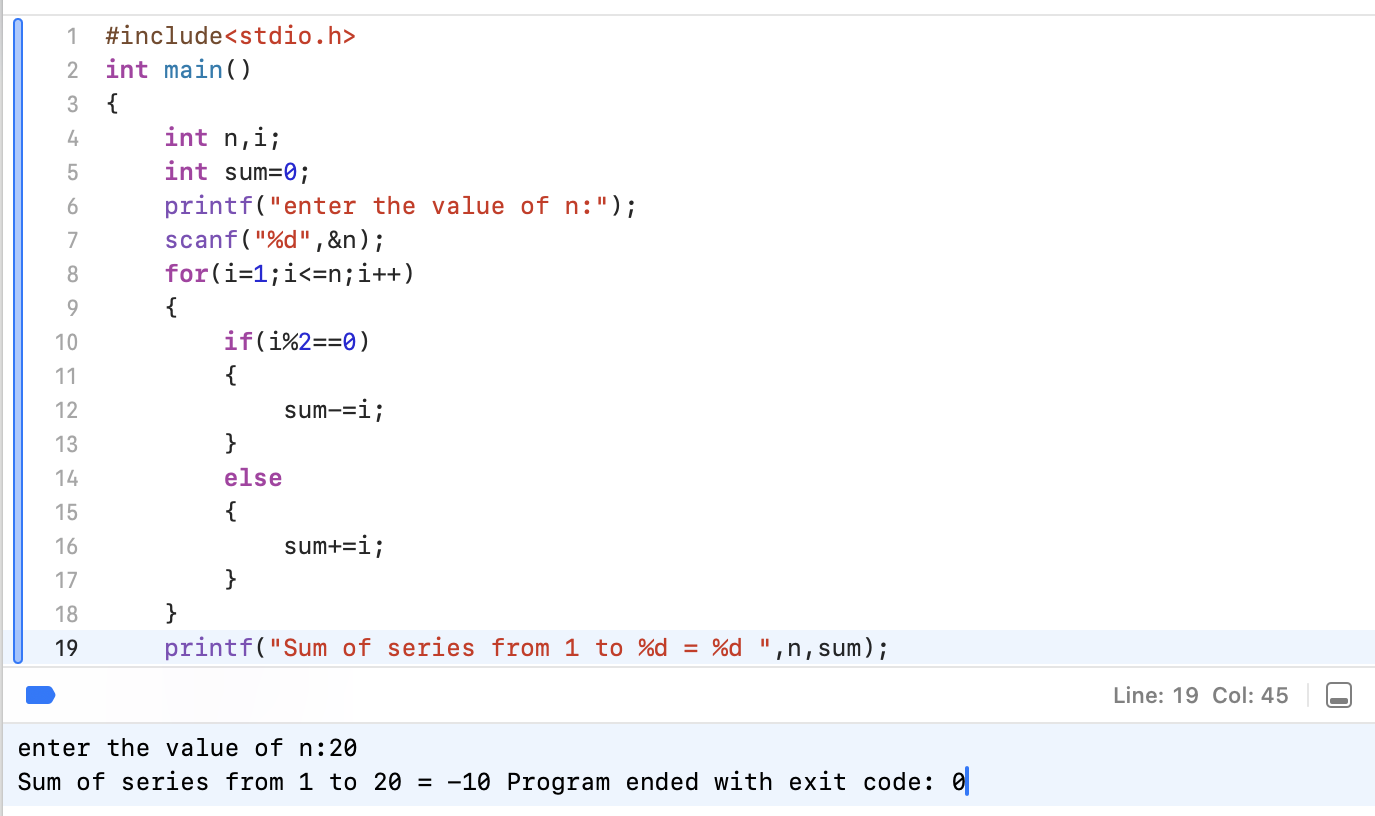 1 #include<stdio.h>
2 int main()
3 {
4     int n,i;
5     int sum=0;
6     printf("enter the value of n:");
7     scanf("%d",&n);
8     for(i=1;i<=n;i++)
9     {
10         if(i%2==0)
11         {
12             sum-=i;
13         }
14         else
15         {
16             sum+=i;
17         }
18     }
19     printf("Sum of series from 1 to %d = %d ",n,sum);
Line: 19 Col: 45
enter the value of n:20
Sum of series from 1 to 20 = -10 Program ended with exit code: 0